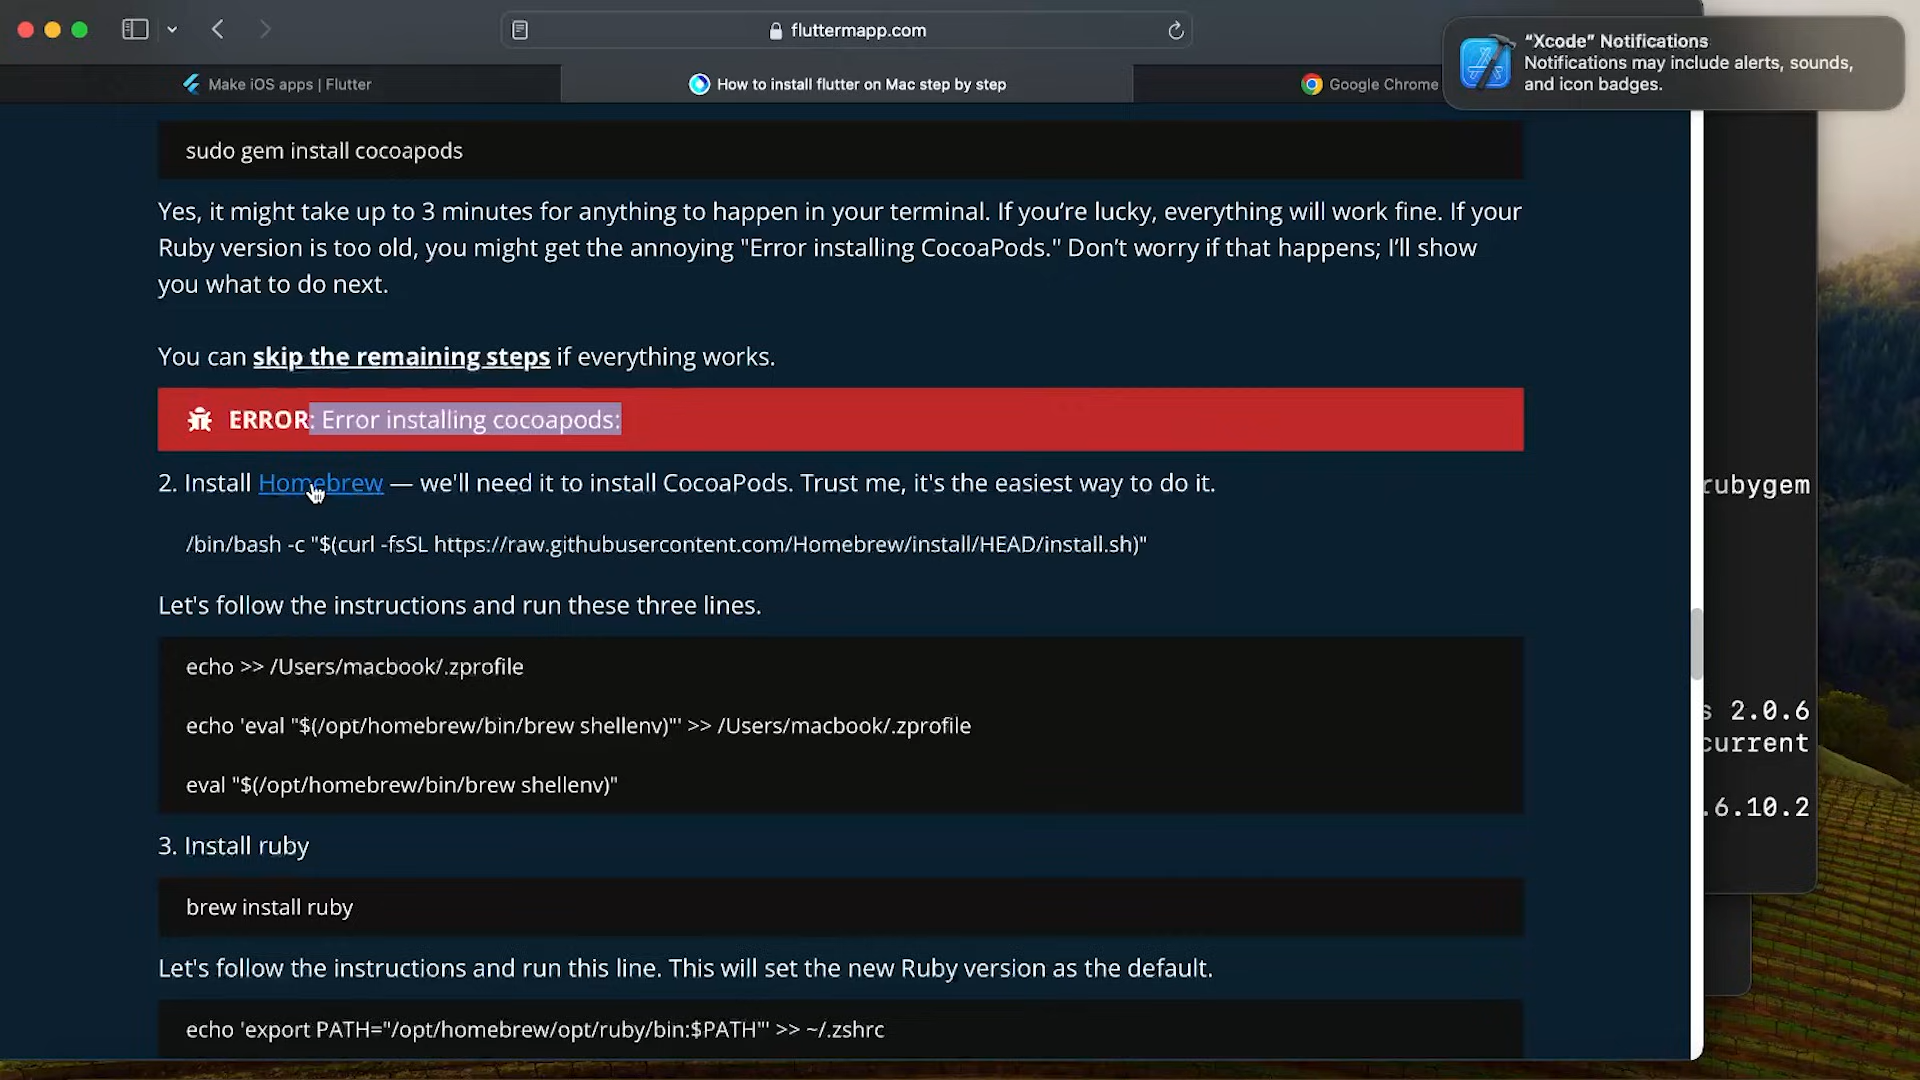 fluttermapp.com
"Xcode" Notifications
Notifications may include alerts, sounds,
and icon badges.
Make iOS apps | Flutter
How to install flutter on Mac step by step
Google Chrome
sudo gem install cocoapods
Yes, it might take up to 3 minutes for anything to happen in your terminal. If you're lucky, everything will work fine. If your
Ruby version is too old, you might get the annoying "Error installing CocoaPods." Don't worry if that happens; I'll show
you what to do next.
You can skip the remaining steps if everything works.
ERROR: Error installing cocoapods:
2. Install Homebrew — we'll need it to install CocoaPods. Trust me, it's the easiest way to do it.
rubygem
/bin/bash -c "$(curl -fsSL https://raw.githubusercontent.com/Homebrew/install/HEAD/install.sh)"
Let's follow the instructions and run these three lines.
echo >> /Users/macbook/.zprofile
s 2.0.6
echo 'eval "$(/opt/homebrew/bin/brew shellenv)"' >> /Users/macbook/.zprofile
current
eval "$(/opt/homebrew/bin/brew shellenv)"
.6.10.2
3. Install ruby
brew install ruby
Let's follow the instructions and run this line. This will set the new Ruby version as the default.
echo 'export PATH="/opt/homebrew/opt/ruby/bin:$PATH"' >> ~/.zshrc